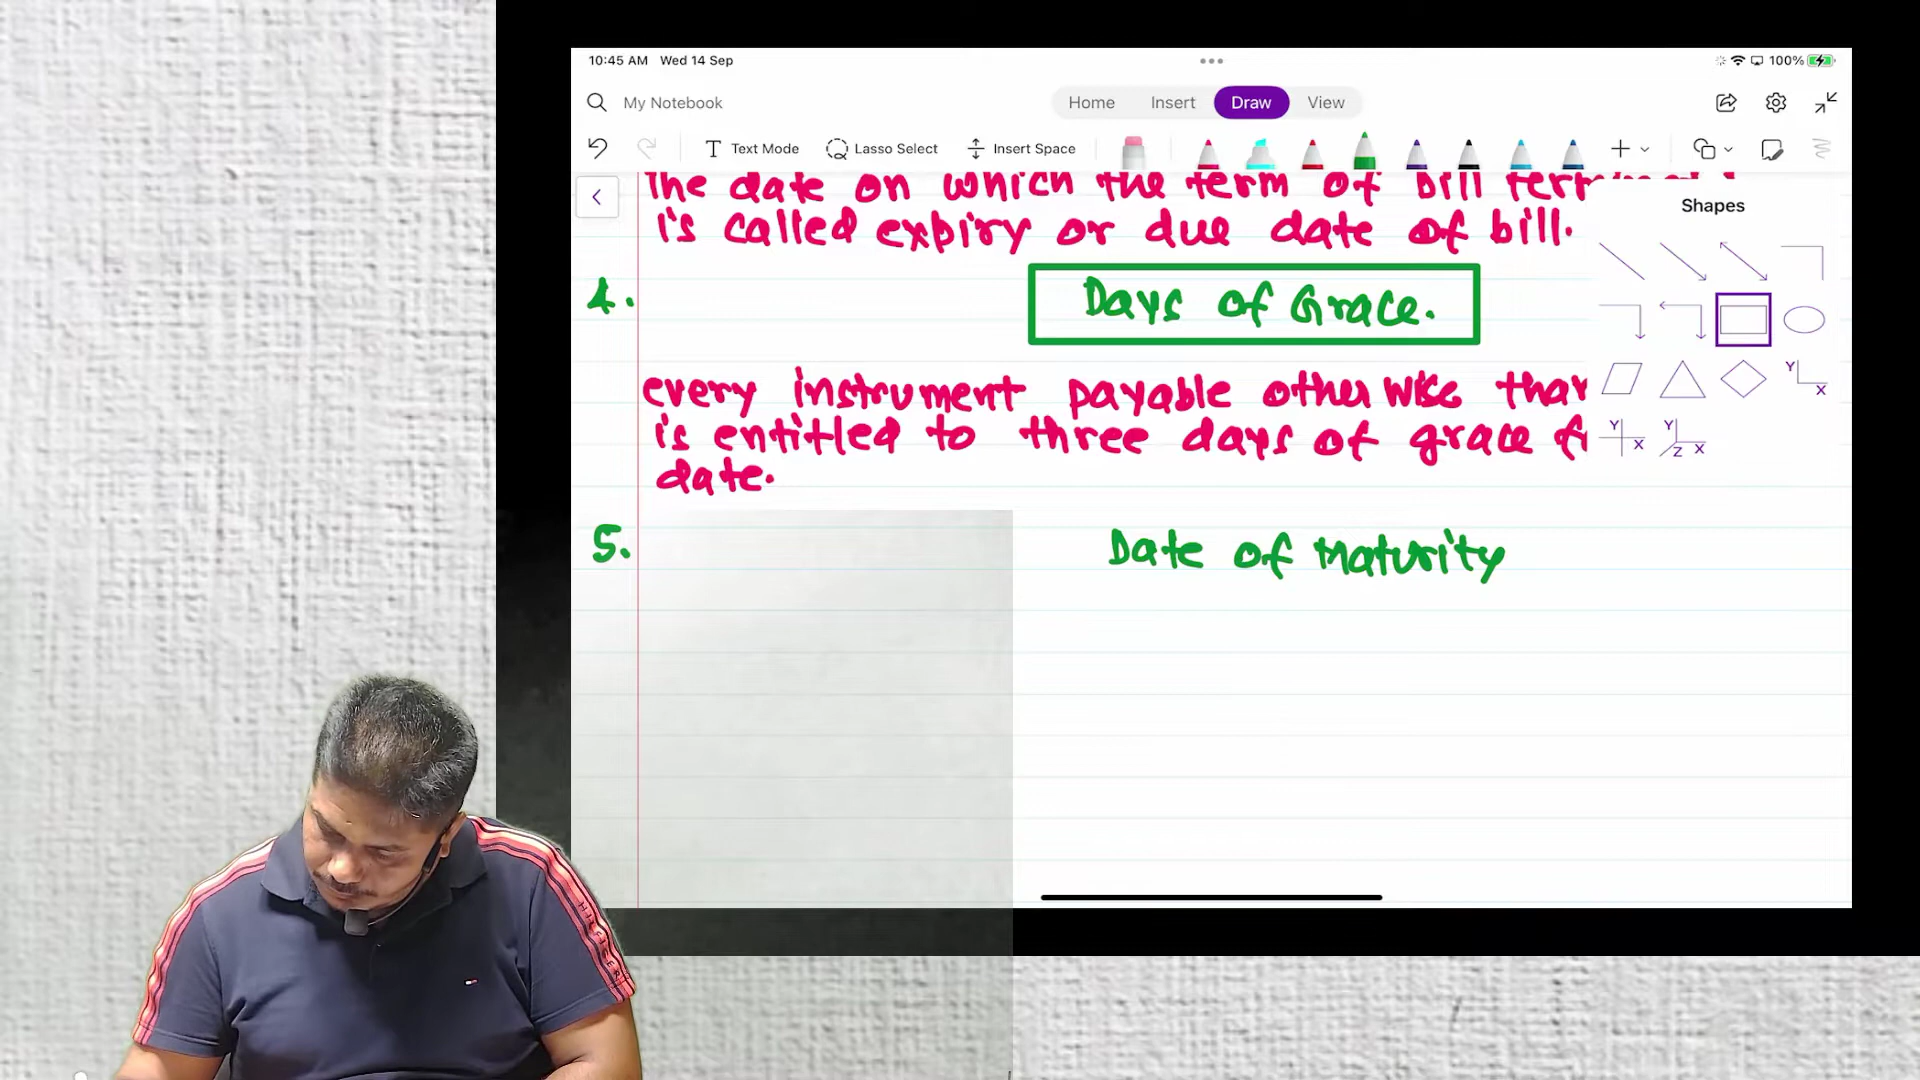 10:45 AM Wed 14 Sep
100%
My Notebook
Home Insert Draw View
Text Mode Lasso Select Insert Space
The date on which the term of bill
is called expiry or due date of bill.
Shapes
4. Days of Grace.
every instrument payable otherwise than
is entitled to three days of grace
date.
Y X
Y X Y Z X
5. Date of Maturity